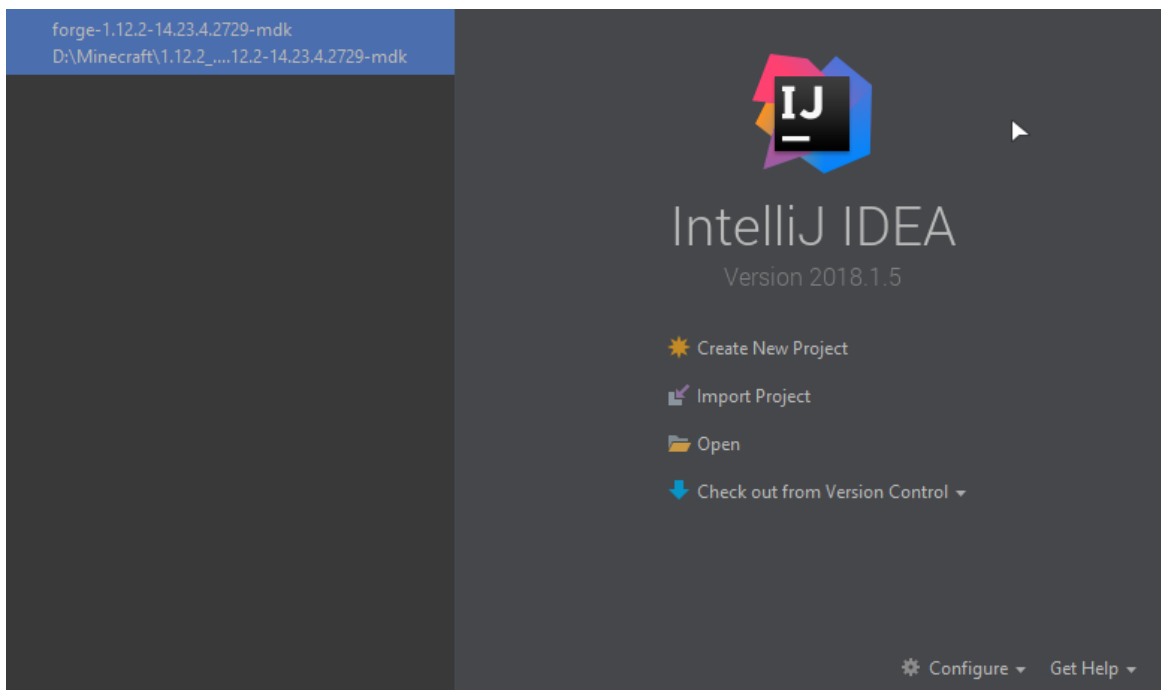 forge-1.12.2-14.23.4.2729-mdk
D:\Minecraft\1.12.2_....12.2-14.23.4.2729-mdk
IJ
IntelliJ IDEA
Version 2018.1.5
Create New Project
Import Project
Open
Check out from Version Control
Configure
Get Help